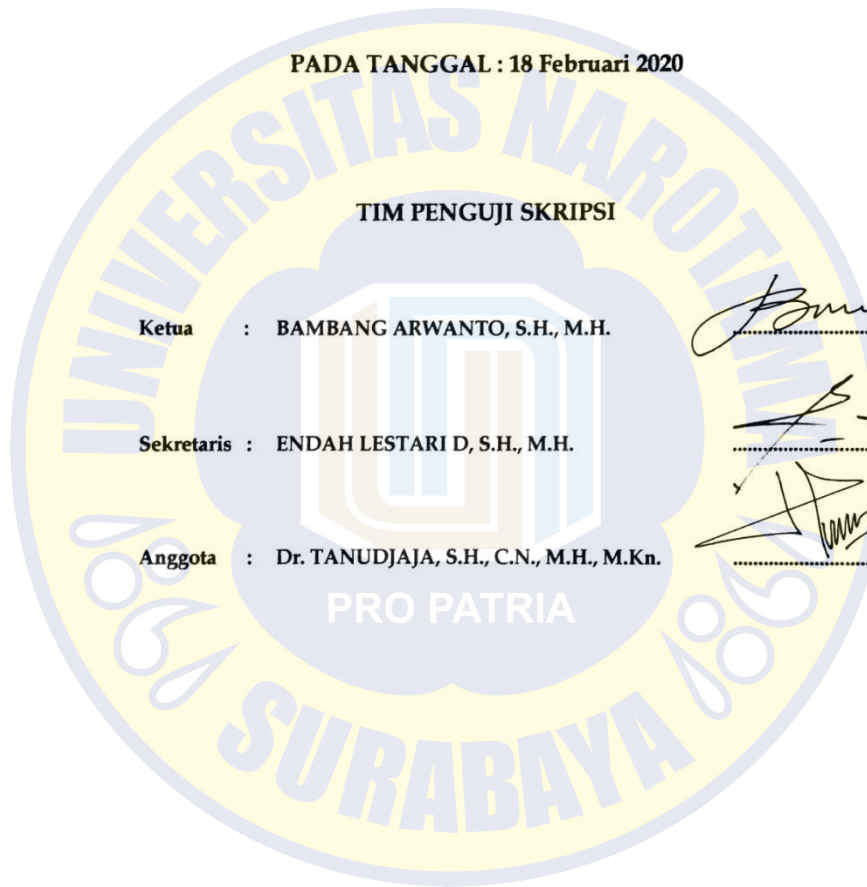 PADA TANGGAL : 18 Februari 2020
UNIVERSITAS NAROTAMA
TIM PENGUJI SKRIPSI
Ketua : BAMBANG ARWANTO, S.H., M.H.
Sekretaris : ENDAH LESTARI D, S.H., M.H.
Anggota : Dr. TANUDJAJA, S.H., C.N., M.H., M.Kn.
PRO PATRIA
SURABAYA